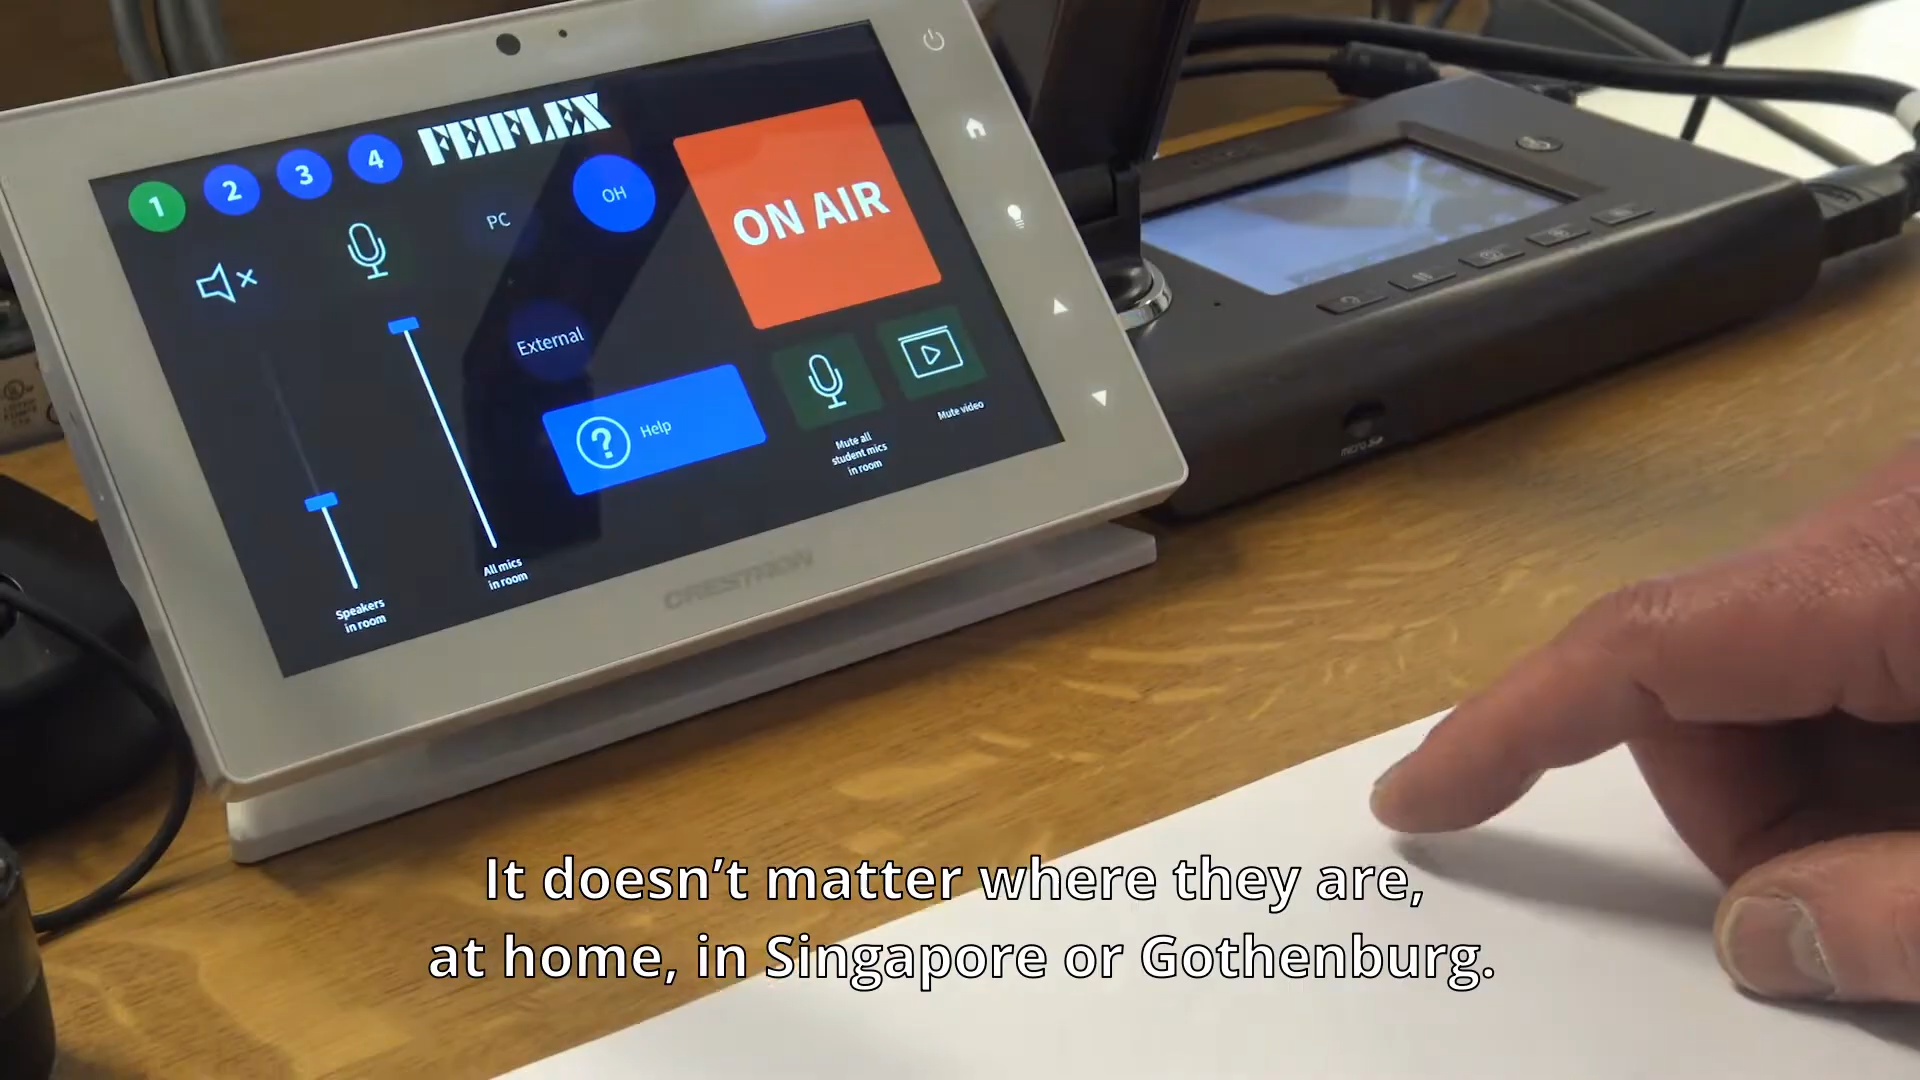 FEIFLEX
1 2 3 4
PC
OH
ON AIR
External
Help
Mute all
student mics
in room
Mute video
All mics
in room
Speakers
in room
CRESTRON
micro SD
It doesn’t matter where they are,
at home, in Singapore or Gothenburg.